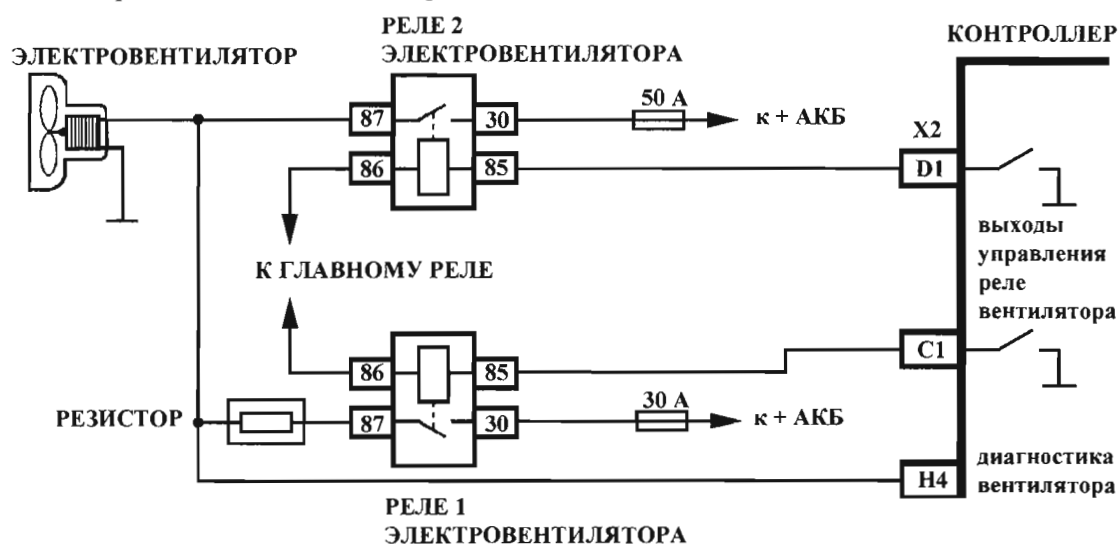 РЕЛЕ 2
ЭЛЕКТРОВЕНТИЛЯТОРА
ЭЛЕКТРОВЕНТИЛЯТОР
КОНТРОЛЛЕР
87
30
50 А
к + АКБ
X2
86
85
D1
К ГЛАВНОМУ РЕЛЕ
выходы
управления
реле
вентилятора
86
85
C1
РЕЗИСТОР
87
30
30 А
к + АКБ
H4
диагностика
вентилятора
РЕЛЕ 1
ЭЛЕКТРОВЕНТИЛЯТОРА